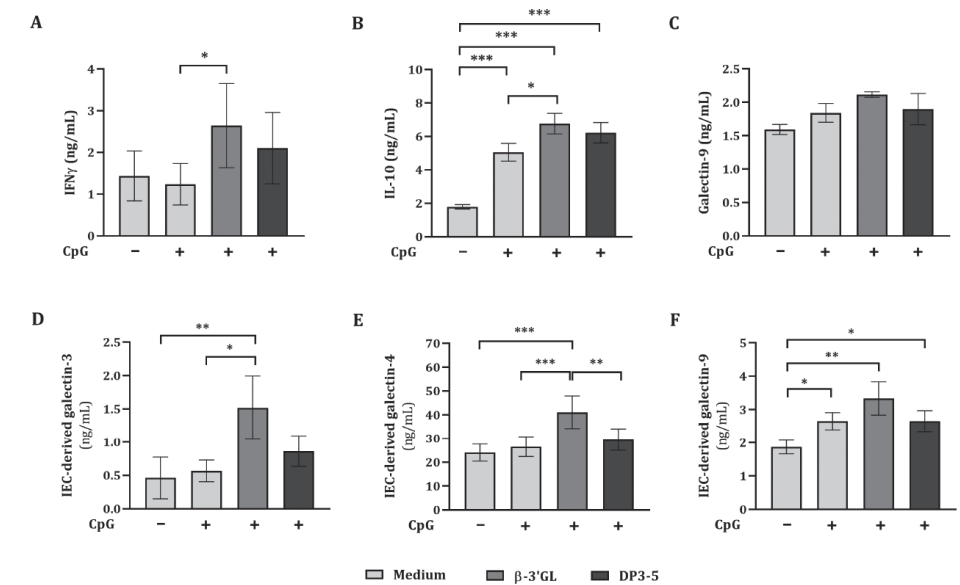 A
IFNγ (ng/mL)
4
3
2
1
0
*
CpG − + + +
B
IL-10 (ng/mL)
10
8
6
4
2
0
***
***
***
*
CpG − + + +
C
Galectin-9 (ng/mL)
2.5
2.0
1.5
1.0
0.5
0.0
CpG − + + +
D
IEC-derived galectin-3
(ng/mL)
2.5
2.0
1.5
1.0
0.5
0.0
**
*
CpG − + + +
E
IEC-derived galectin-4
(ng/mL)
70
60
50
40
30
20
10
0
***
*** **
CpG − + + +
F
IEC-derived galectin-9
(ng/mL)
5
4
3
2
1
0
*
**
*
CpG − + + +
Medium β-3'GL DP3-5